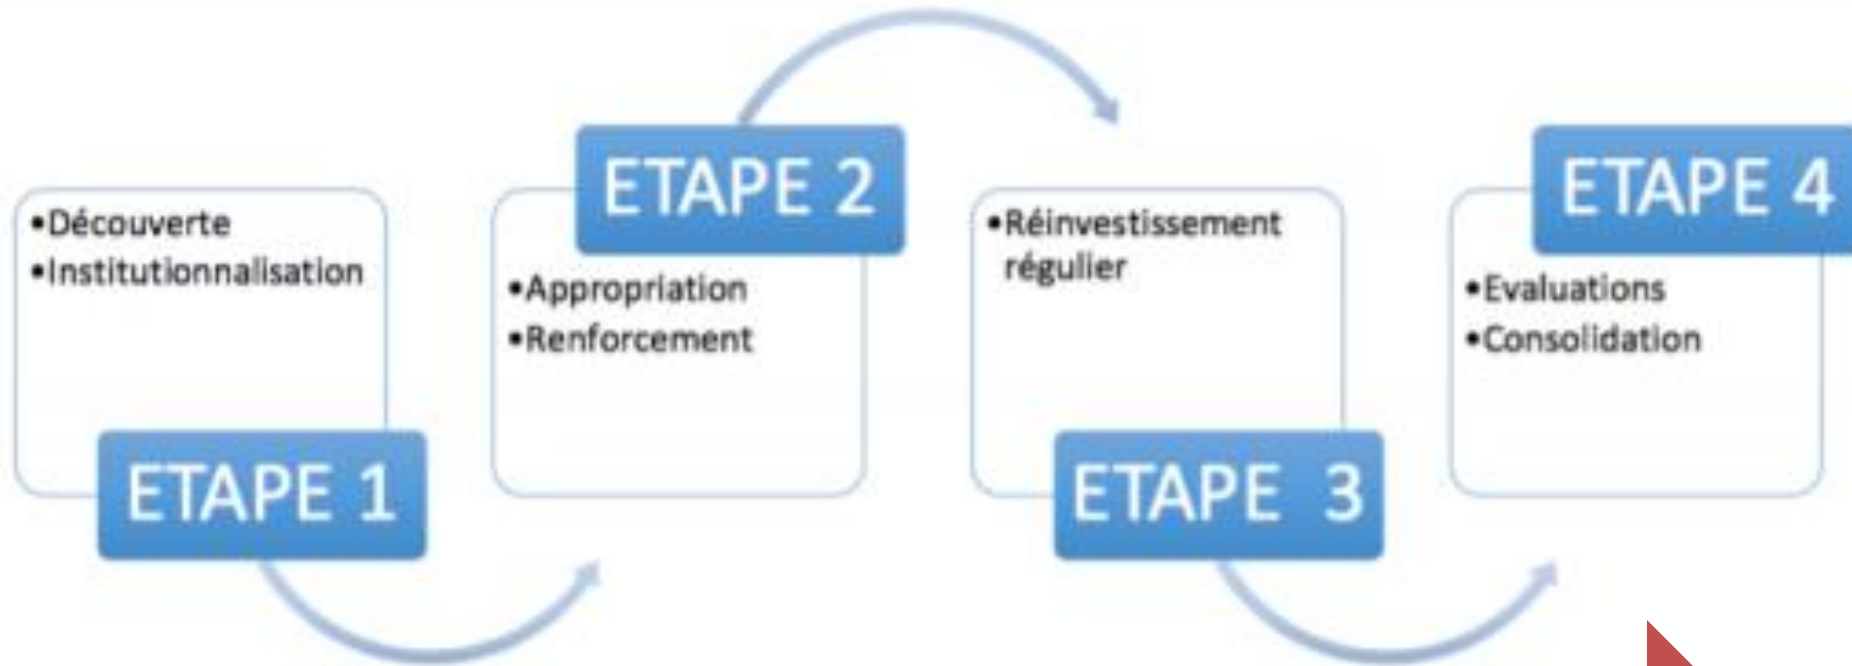 •Découverte
•Institutionnalisation
ETAPE 1
ETAPE 2
•Appropriation
•Renforcement
•Réinvestissement
régulier
ETAPE 3
ETAPE 4
•Evaluations
•Consolidation